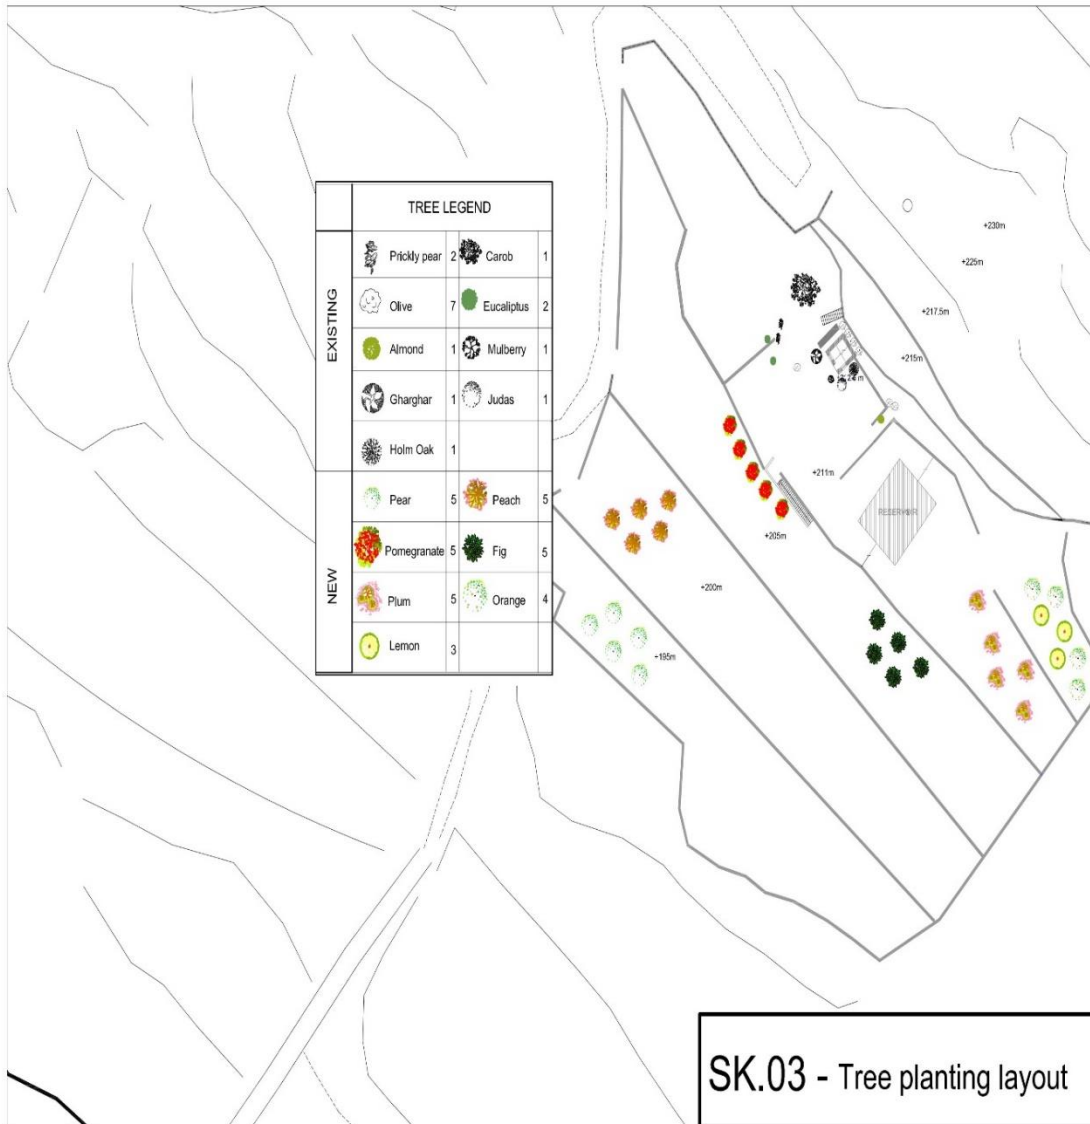 TREE LEGEND
EXISTING
Prickly pear 2 Carob 1
Olive 7 Eucaliptus 2
Almond 1 Mulberry 1
Gharghar 1 Judas 1
Holm Oak 1
NEW
Pear 5 Peach 5
Pomegranate 5 Fig 5
Plum 5 Orange 4
Lemon 3
+230m
+225m
+217.5m
+215m
+211m
RESERVOIR
+205m
+200m
+195m
SK.03 - Tree planting layout